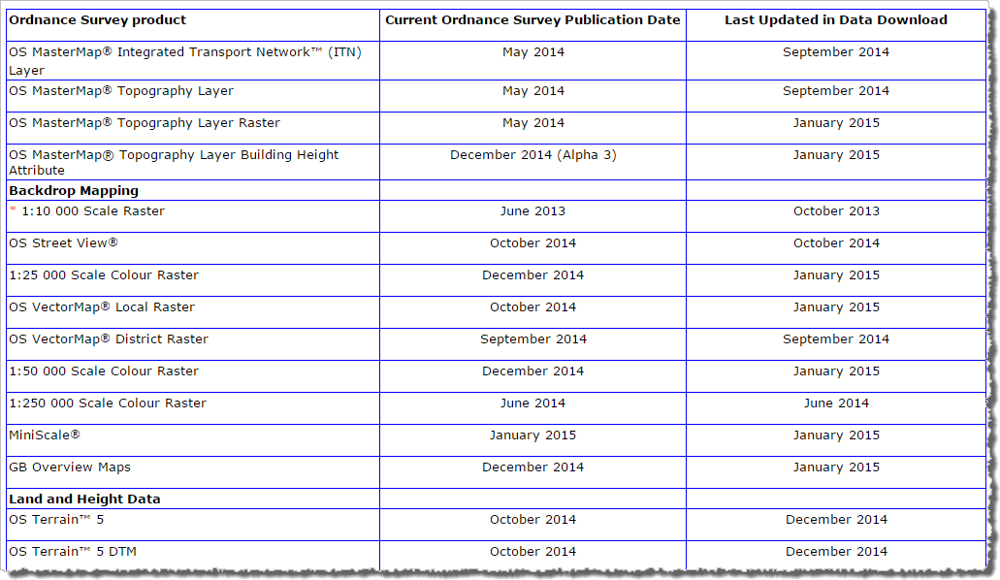 Ordnance Survey product Current Ordnance Survey Publication Date Last Updated in Data Download
OS MasterMap® Integrated Transport Network™ (ITN) May 2014 September 2014
Layer
OS MasterMap® Topography Layer May 2014 September 2014
OS MasterMap® Topography Layer Raster May 2014 January 2015
OS MasterMap® Topography Layer Building Height December 2014 (Alpha 3) January 2015
Attribute
Backdrop Mapping
* 1:10 000 Scale Raster June 2013 October 2013
OS Street View® October 2014 October 2014
1:25 000 Scale Colour Raster December 2014 January 2015
OS VectorMap® Local Raster October 2014 January 2015
OS VectorMap® District Raster September 2014 September 2014
1:50 000 Scale Colour Raster December 2014 January 2015
1:250 000 Scale Colour Raster June 2014 June 2014
MiniScale® January 2015 January 2015
GB Overview Maps December 2014 January 2015
Land and Height Data
OS Terrain™ 5 October 2014 December 2014
OS Terrain™ 5 DTM October 2014 December 2014